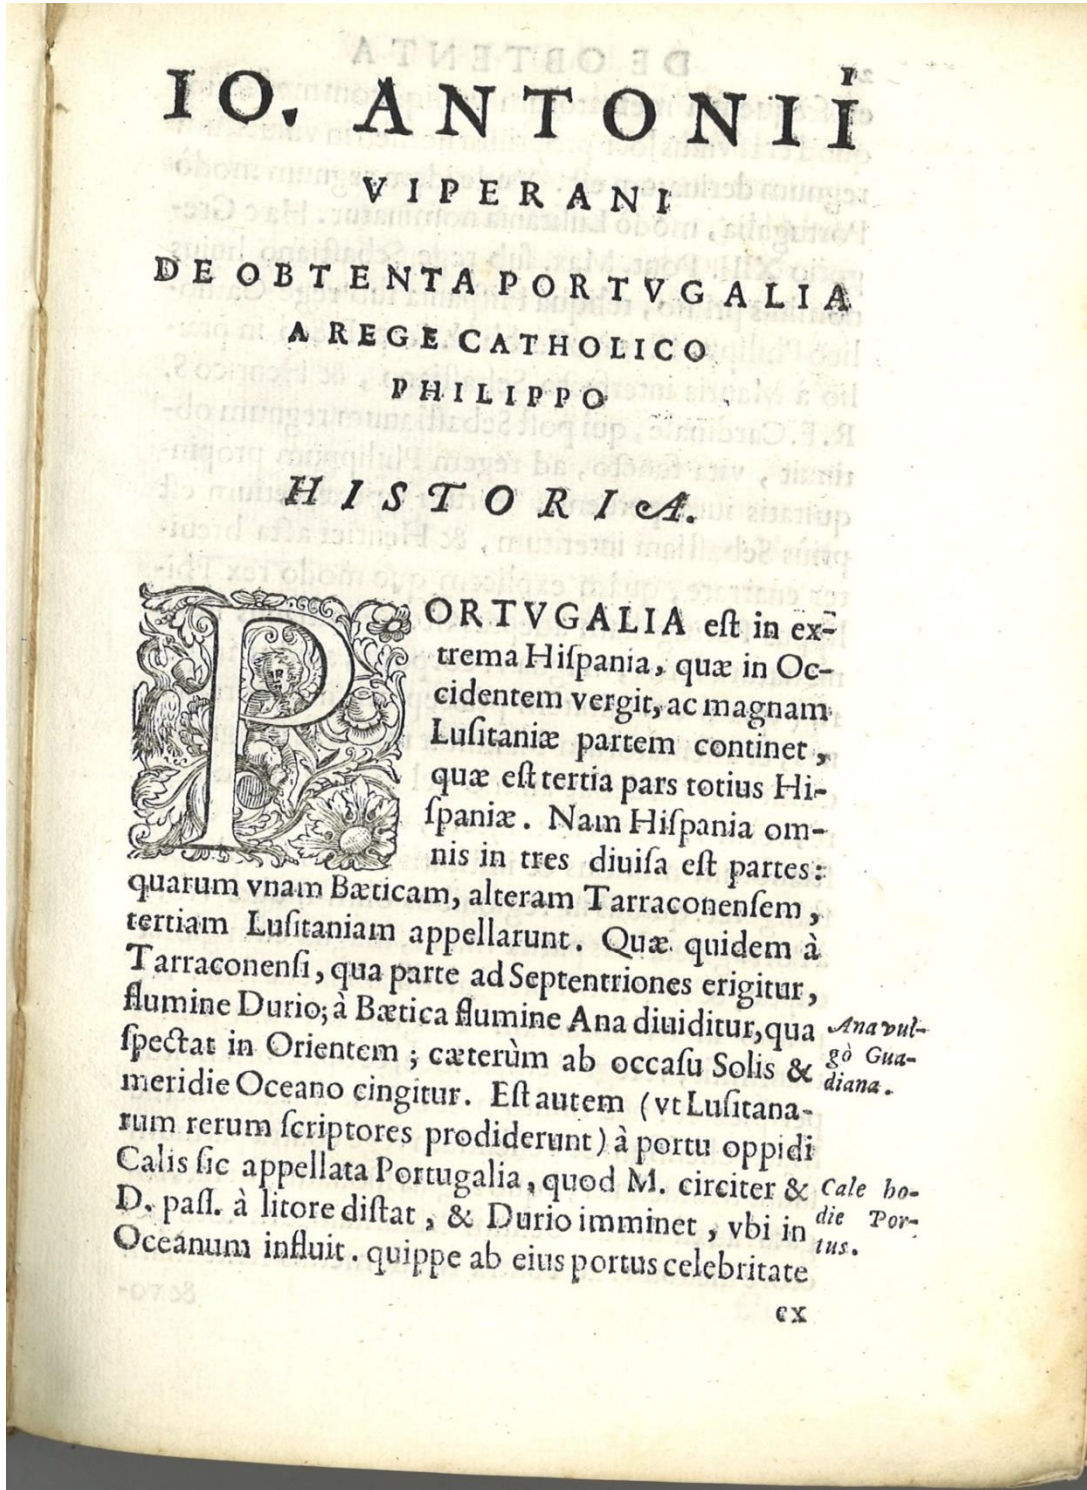 IO. ANTONII
VIPERANI
DE OBTENTA PORTVGALIA
A REGE CATHOLICO
PHILIPPO
HISTORIA.
PORTVGALIA eſt in ex-
trema Hiſpania, quæ in Oc-
cidentem vergit, ac magnam
Luſitaniæ partem continet,
quæ eſt tertia pars totius Hi-
ſpaniæ. Nam Hiſpania om-
nis in tres diuiſa eſt partes:
quarum vnam Bæticam, alteram Tarraconenſem,
tertiam Luſitaniam appellarunt. Quæ quidem à
Tarraconenſi, qua parte ad Septentriones erigitur,
flumine Durio; à Bætica flumine Ana diuiditur, qua
ſpectat in Orientem; cæterùm ab occaſu Solis &
meridie Oceano cingitur. Eſt autem (vt Luſitana-
rum rerum ſcriptores prodiderunt) à portu oppidi
Calis ſic appellata Portugalia, quod M. circiter &
D. paſſ. à litore diſtat, & Durio imminet, vbi in
Oceanum influit. quippe ab eius portus celebritate
ex
Ana vul-
gò Gua-
diana.
Cale ho-
die Por-
tus.